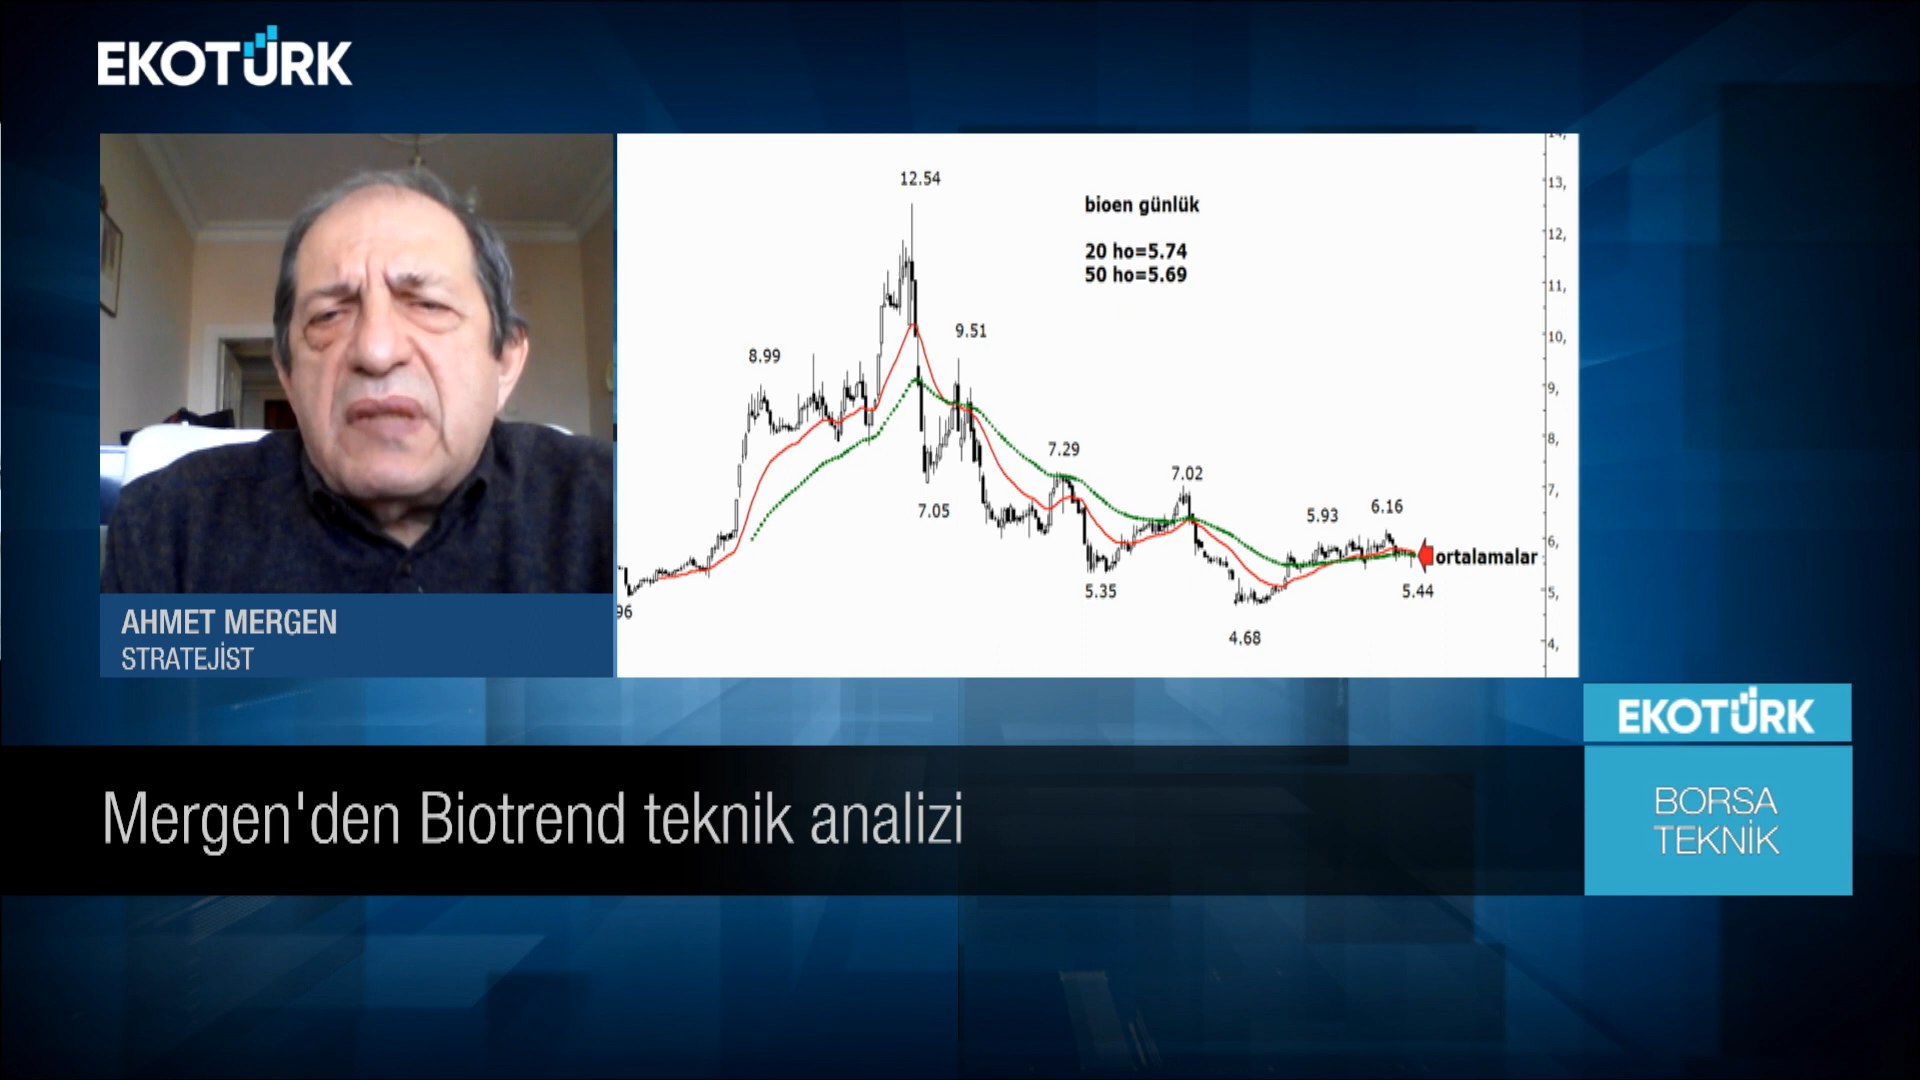 EKOTÜRK
12.54
bioen günlük
20 ho=5.74
50 ho=5.69
8.99
9.51
7.05
7.29
7.02
5.35
5.93
6.16
ortalamalar
5.44
4.68
96
14,
13,
12,
11,
10,
9,
8,
7,
6,
5,
4,
AHMET MERGEN
STRATEJİST
EKOTÜRK
Mergen'den Biotrend teknik analizi
BORSA
TEKNİK